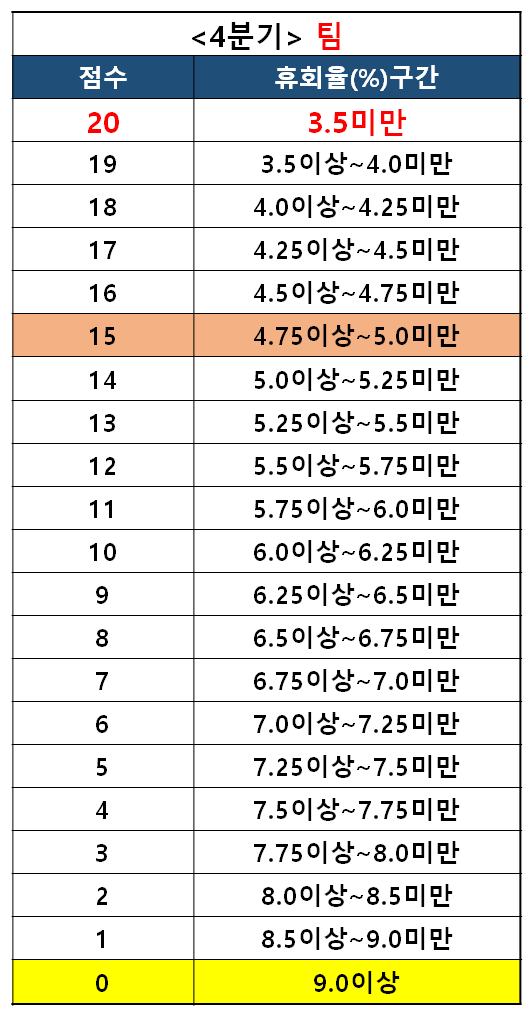 <4분기> 팀
점수 휴회율(%)구간
20 3.5미만
19 3.5이상~4.0미만
18 4.0이상~4.25미만
17 4.25이상~4.5미만
16 4.5이상~4.75미만
15 4.75이상~5.0미만
14 5.0이상~5.25미만
13 5.25이상~5.5미만
12 5.5이상~5.75미만
11 5.75이상~6.0미만
10 6.0이상~6.25미만
9 6.25이상~6.5미만
8 6.5이상~6.75미만
7 6.75이상~7.0미만
6 7.0이상~7.25미만
5 7.25이상~7.5미만
4 7.5이상~7.75미만
3 7.75이상~8.0미만
2 8.0이상~8.5미만
1 8.5이상~9.0미만
0 9.0이상